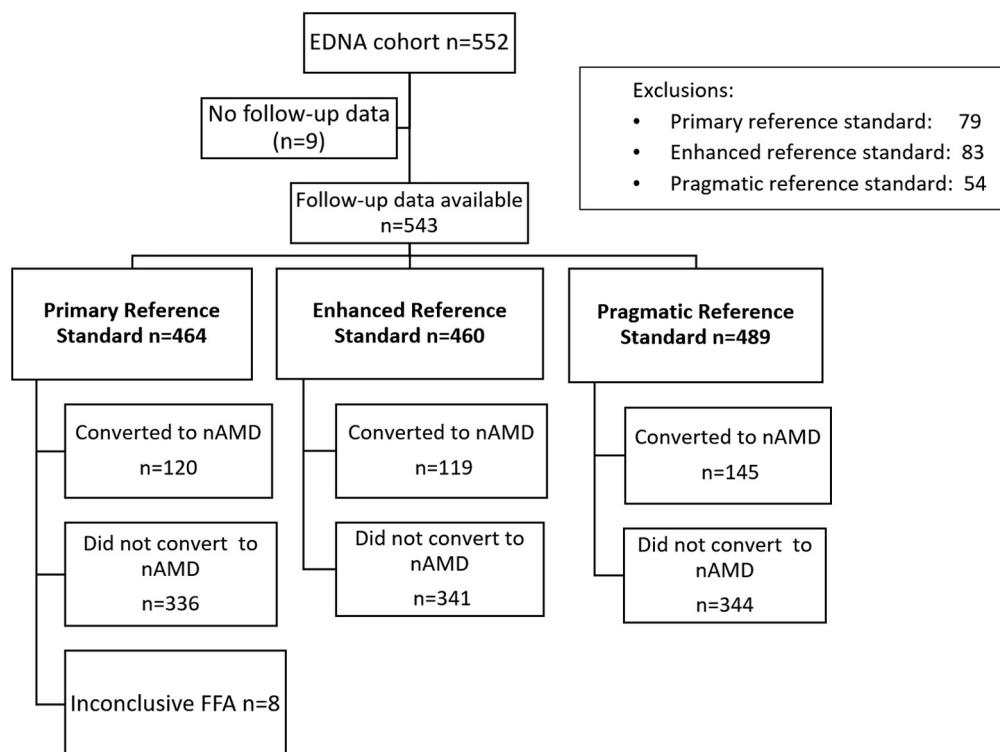 EDNA cohort n=552
No follow-up data
(n=9)
Exclusions:
• Primary reference standard: 79
• Enhanced reference standard: 83
• Pragmatic reference standard: 54
Follow-up data available
n=543
Primary Reference
Standard n=464
Enhanced Reference
Standard n=460
Pragmatic Reference
Standard n=489
Converted to nAMD
n=120
Converted to nAMD
n=119
Converted to nAMD
n=145
Did not convert to
nAMD
n=336
Did not convert to
nAMD
n=341
Did not convert to
nAMD
n=344
Inconclusive FFA n=8